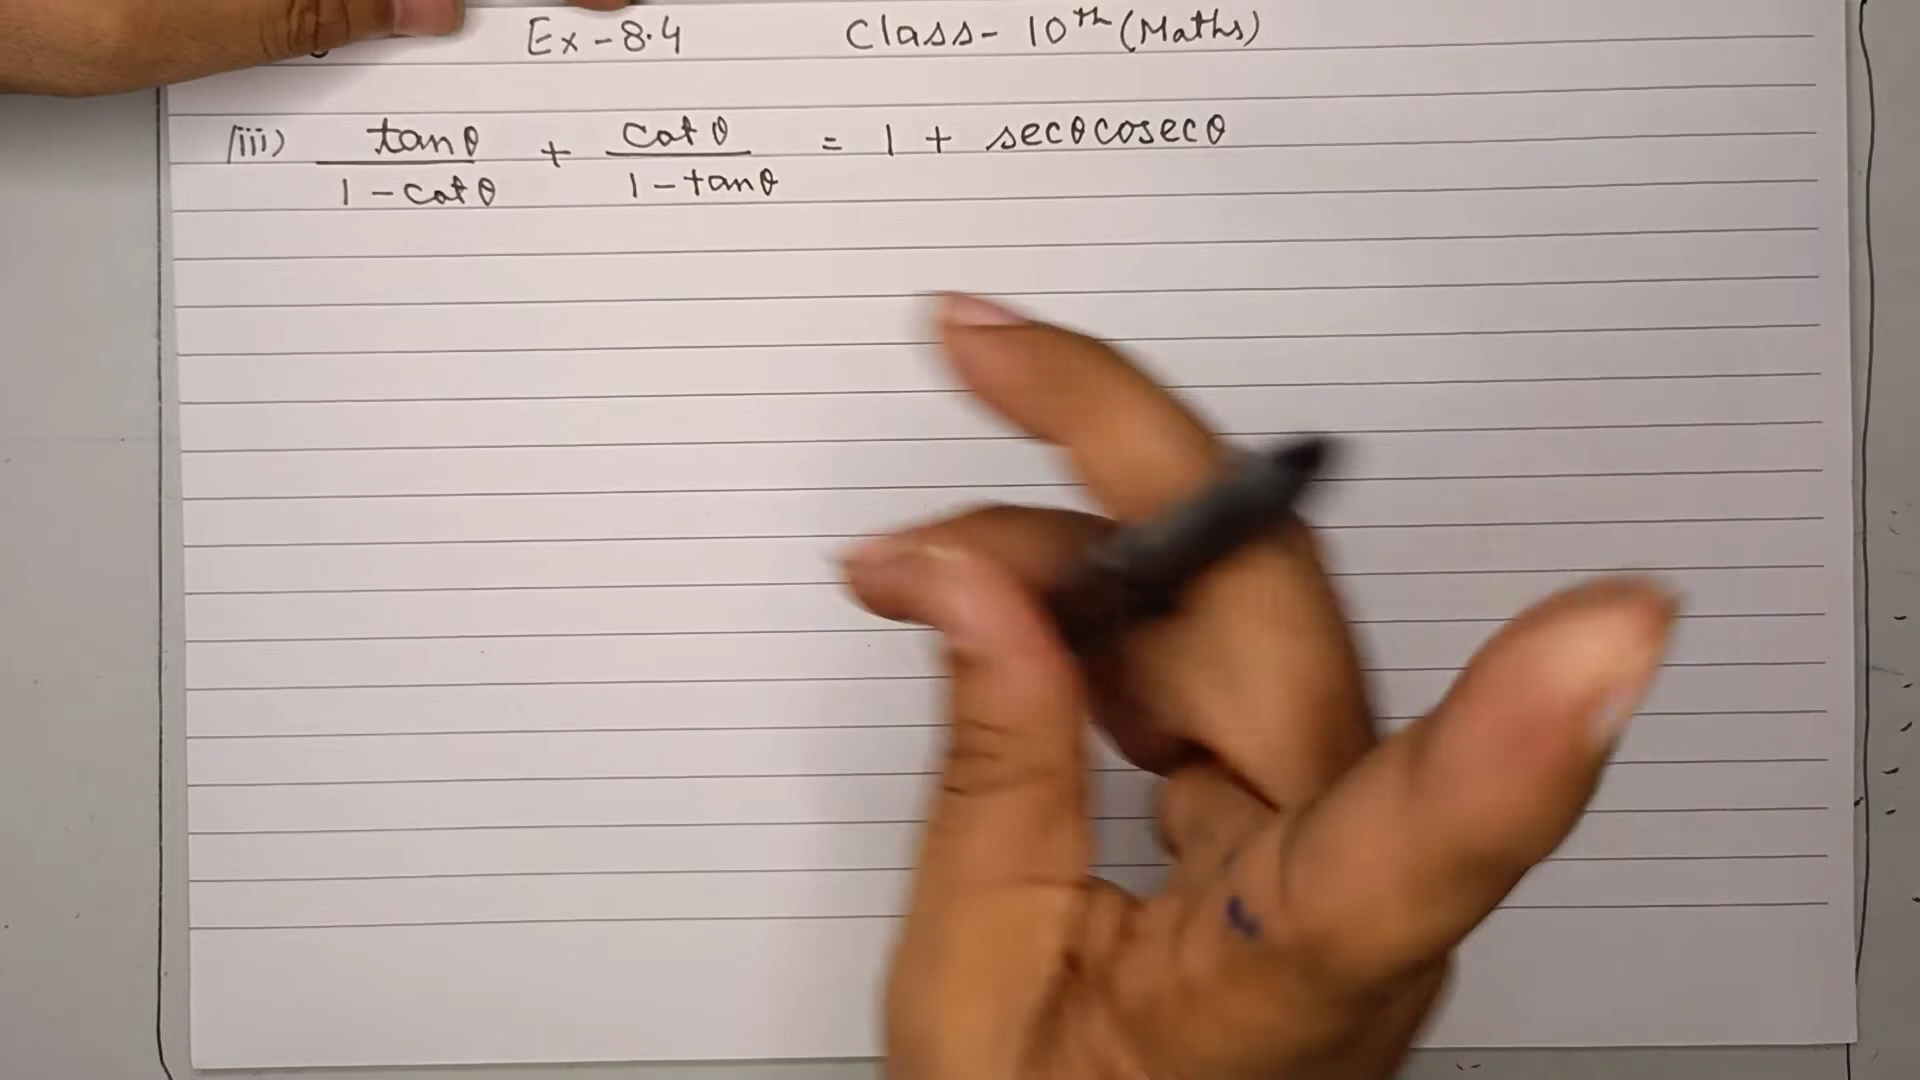 Ex - 8.4 Class - 10th (Maths)
(iii) tanθ / 1 - cotθ + cotθ / 1 - tanθ = 1 + secθcosecθ